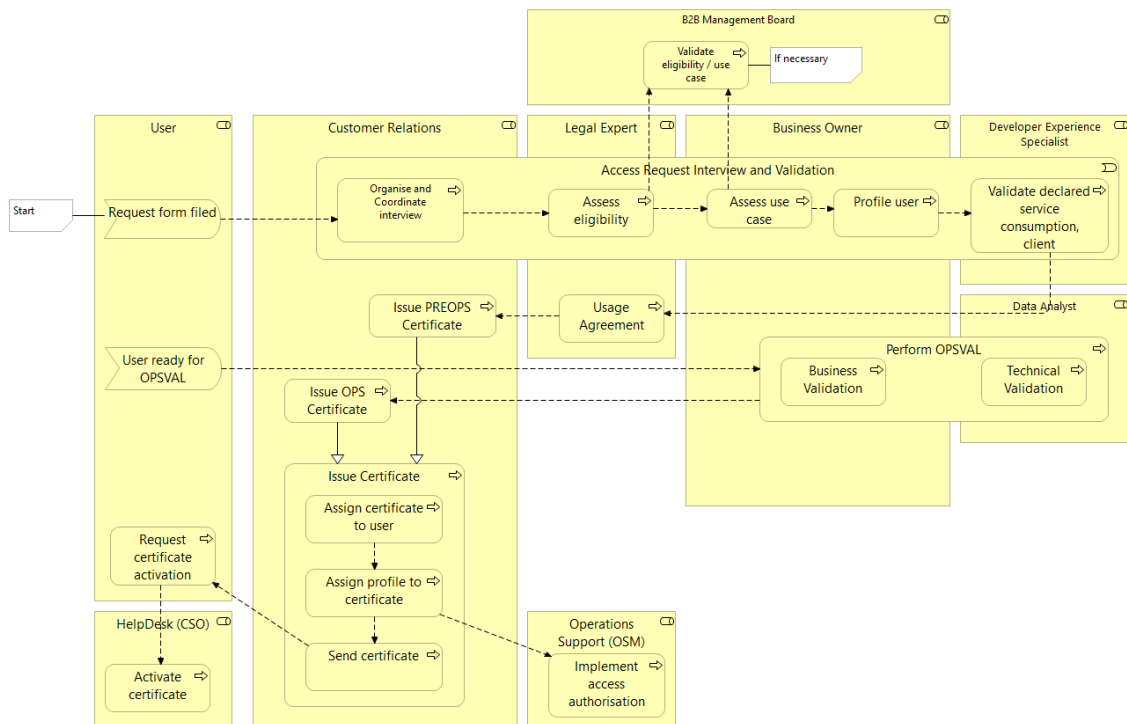 B2B Management Board
Validate
eligibility / use
case
If necessary
User
Customer Relations
Legal Expert
Business Owner
Developer Experience
Specialist
Access Request Interview and Validation
Start
Request form filed
Organise and
Coordinate
interview
Assess
eligibility
Assess use
case
Profile user
Validate declared
service
consumption,
client
Issue PREOPS
Certificate
Usage
Agreement
Data Analyst
User ready for
OPSVAL
Perform OPSVAL
Business
Validation
Technical
Validation
Issue OPS
Certificate
Issue Certificate
Assign certificate
to user
Request
certificate
activation
Assign profile to
certificate
HelpDesk (CSO)
Operations
Support (OSM)
Send certificate
Activate
certificate
Implement
access
authorisation